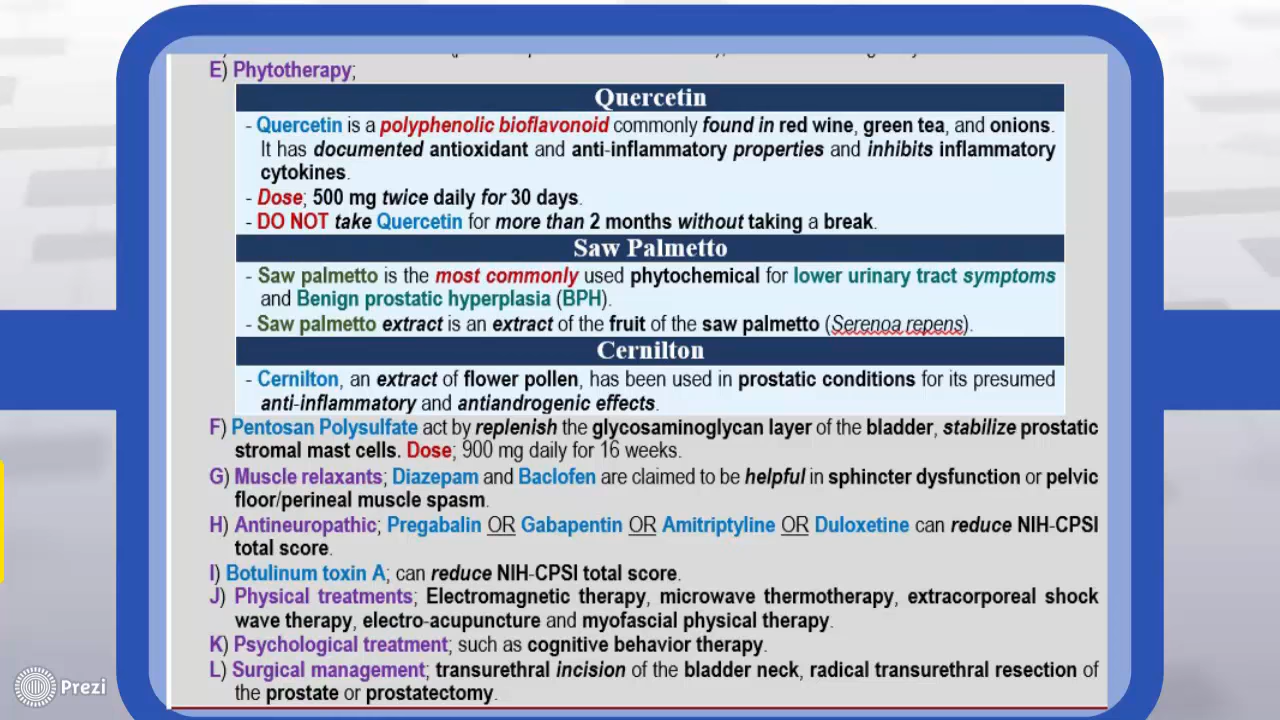 E) Phytotherapy;
Quercetin
- Quercetin is a polyphenolic bioflavonoid commonly found in red wine, green tea, and onions.
It has documented antioxidant and anti-inflammatory properties and inhibits inflammatory
cytokines.
- Dose; 500 mg twice daily for 30 days.
- DO NOT take Quercetin for more than 2 months without taking a break.
Saw Palmetto
- Saw palmetto is the most commonly used phytochemical for lower urinary tract symptoms
and Benign prostatic hyperplasia (BPH).
- Saw palmetto extract is an extract of the fruit of the saw palmetto (Serenoa repens).
Cernilton
- Cernilton, an extract of flower pollen, has been used in prostatic conditions for its presumed
anti-inflammatory and antiandrogenic effects.
F) Pentosan Polysulfate act by replenish the glycosaminoglycan layer of the bladder, stabilize prostatic
stromal mast cells. Dose; 900 mg daily for 16 weeks.
G) Muscle relaxants; Diazepam and Baclofen are claimed to be helpful in sphincter dysfunction or pelvic
floor/perineal muscle spasm.
H) Antineuropathic; Pregabalin OR Gabapentin OR Amitriptyline OR Duloxetine can reduce NIH-CPSI
total score.
I) Botulinum toxin A; can reduce NIH-CPSI total score.
J) Physical treatments; Electromagnetic therapy, microwave thermotherapy, extracorporeal shock
wave therapy, electro-acupuncture and myofascial physical therapy.
K) Psychological treatment; such as cognitive behavior therapy.
L) Surgical management; transurethral incision of the bladder neck, radical transurethral resection of
the prostate or prostatectomy.
Prezi